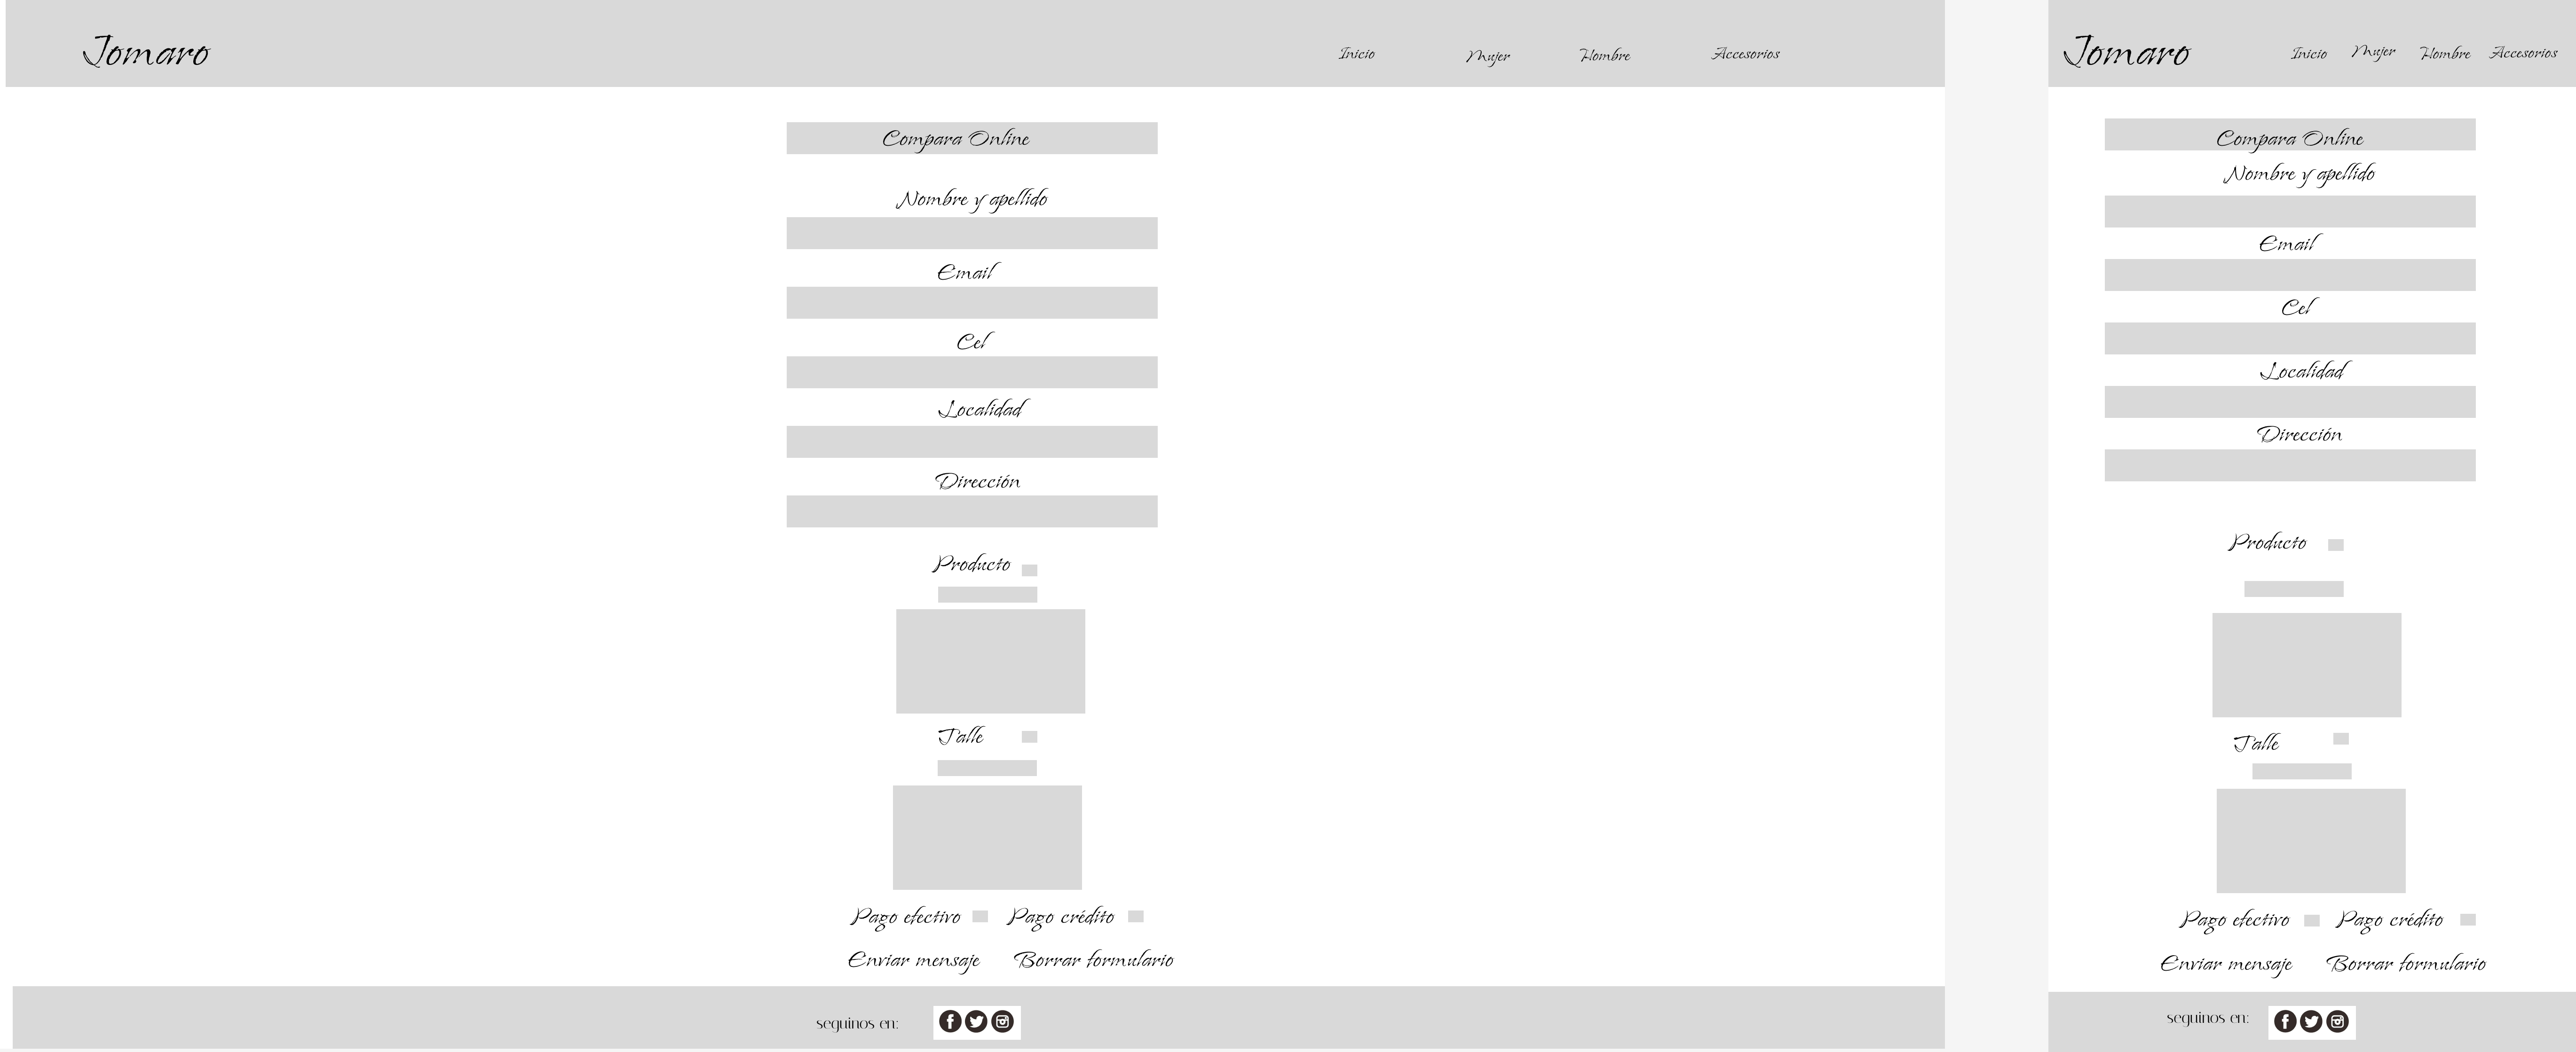 Jomaro
Inicio Mujer Hombre Accesorios
Compara Online
Nombre y apellido
Email
Cel
Localidad
Dirección
Producto
Talle
Pago efectivo Pago crédito
Enviar mensaje Borrar formulario
seguinos en:
Jomaro
Inicio Mujer Hombre Accesorios
Compara Online
Nombre y apellido
Email
Cel
Localidad
Dirección
Producto
Talle
Pago efectivo Pago crédito
Enviar mensaje Borrar formulario
seguinos en: